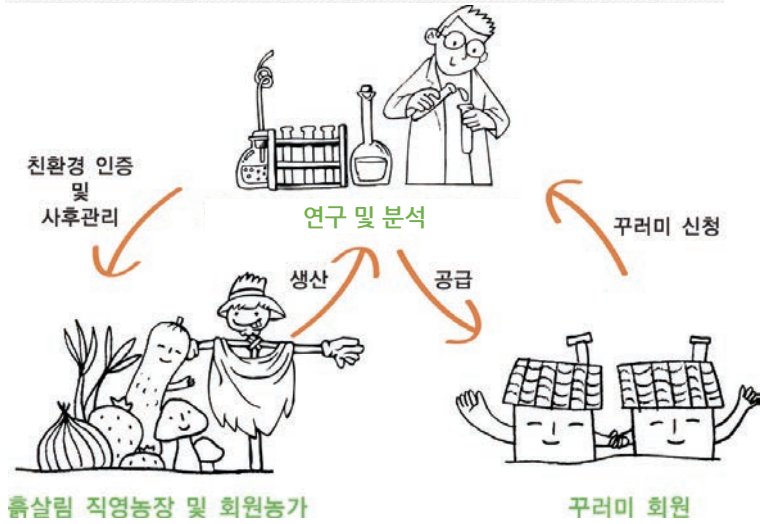 친환경 인증
및
사후관리
연구 및 분석
꾸러미 신청
생산
공급
흙살림 직영농장 및 회원농가
꾸러미 회원